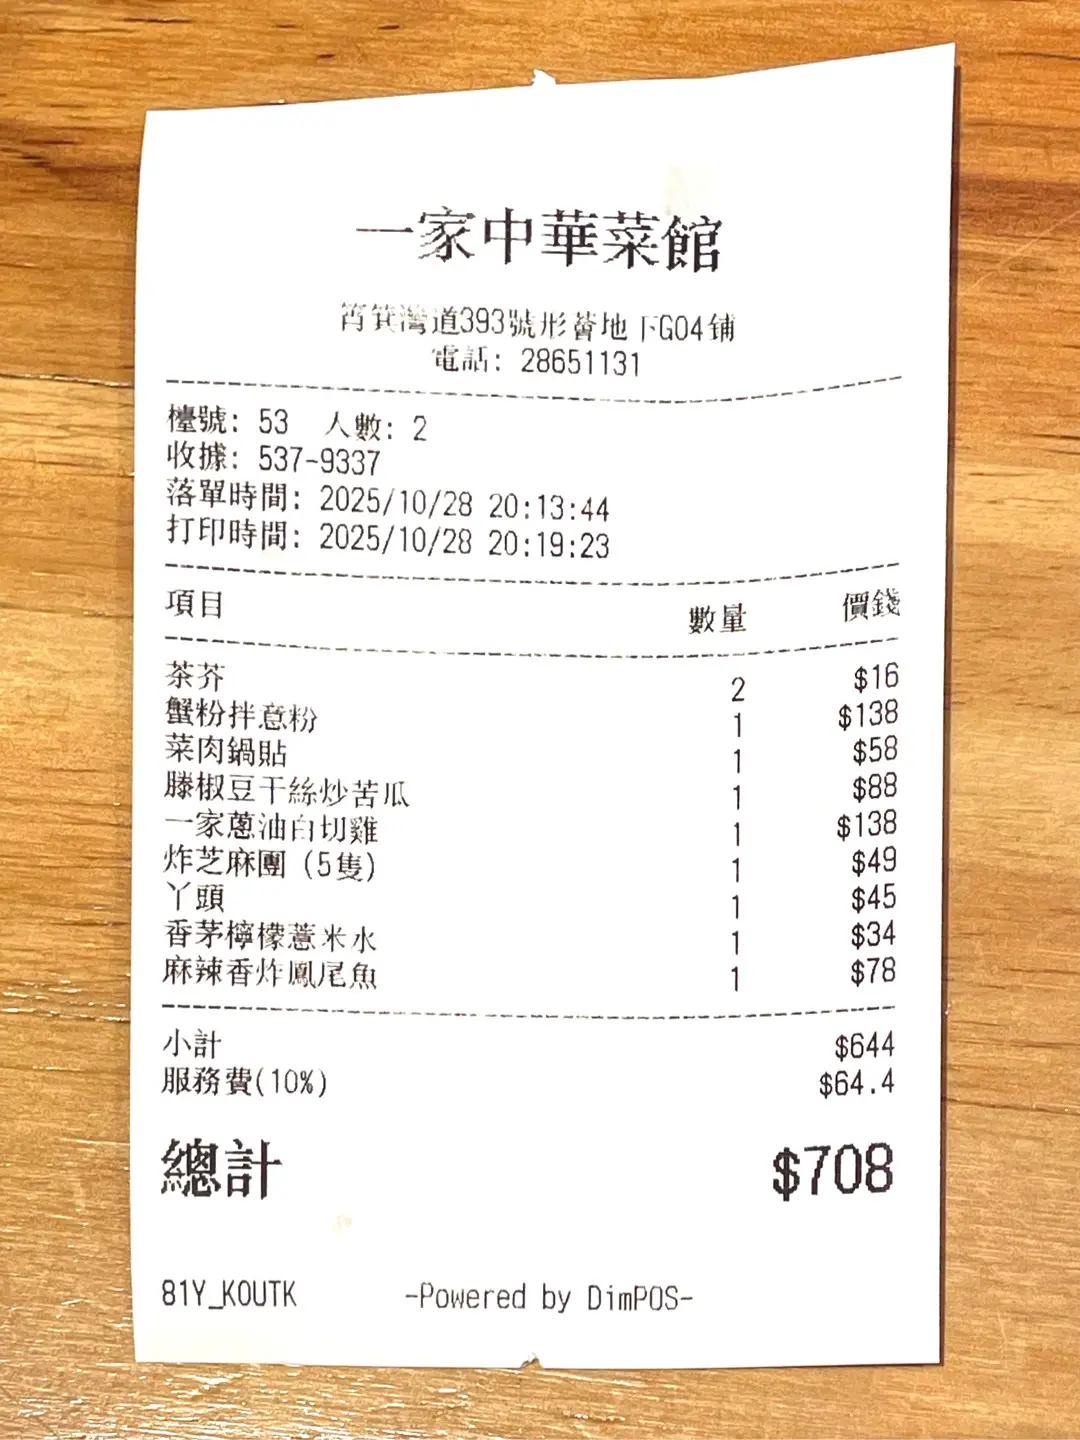 一家中華菜館
筲箕灣道393號形薈地下G04鋪
電話: 28651131
檯號: 53 人數: 2
收據: 537-9337
落單時間: 2025/10/28 20:13:44
打印時間: 2025/10/28 20:19:23
項目 數量 價錢
茶芥 2 $16
蟹粉拌意粉 1 $138
菜肉鍋貼 1 $58
滕椒豆干絲炒苦瓜 1 $88
一家蔥油白切雞 1 $138
炸芝麻團 (5隻) 1 $49
丫頭 1 $45
香茅檸檬薏米水 1 $34
麻辣香炸鳳尾魚 1 $78
小計 $644
服務費(10%) $64.4
總計 $708
81Y_KOUTK -Powered by DimPOS-